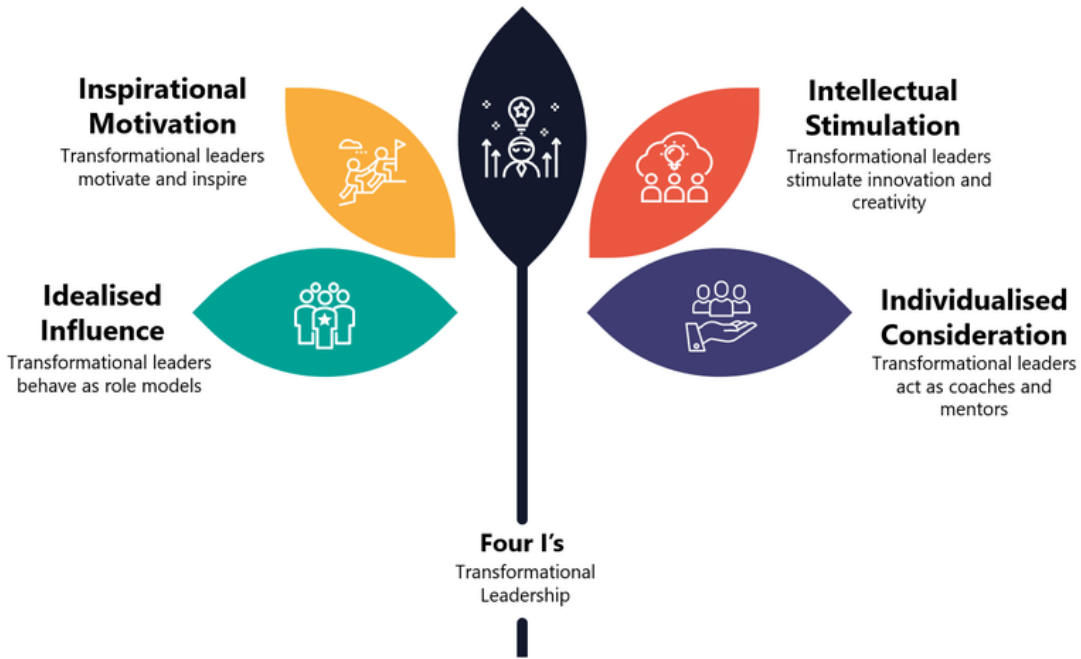 Inspirational
Motivation
Transformational leaders
motivate and inspire
Intellectual
Stimulation
Transformational leaders
stimulate innovation and
creativity
Idealised
Influence
Transformational leaders
behave as role models
Individualised
Consideration
Transformational leaders
act as coaches and
mentors
Four I’s
Transformational
Leadership